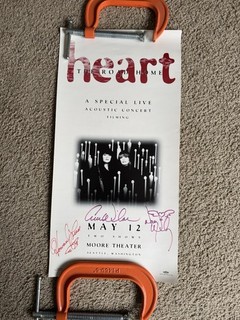 heart
THE ROAD HOME
A SPECIAL LIVE
ACOUSTIC CONCERT
FILMING
MAY 12
TWO SHOWS
MOORE THEATER
SEATTLE, WASHINGTON